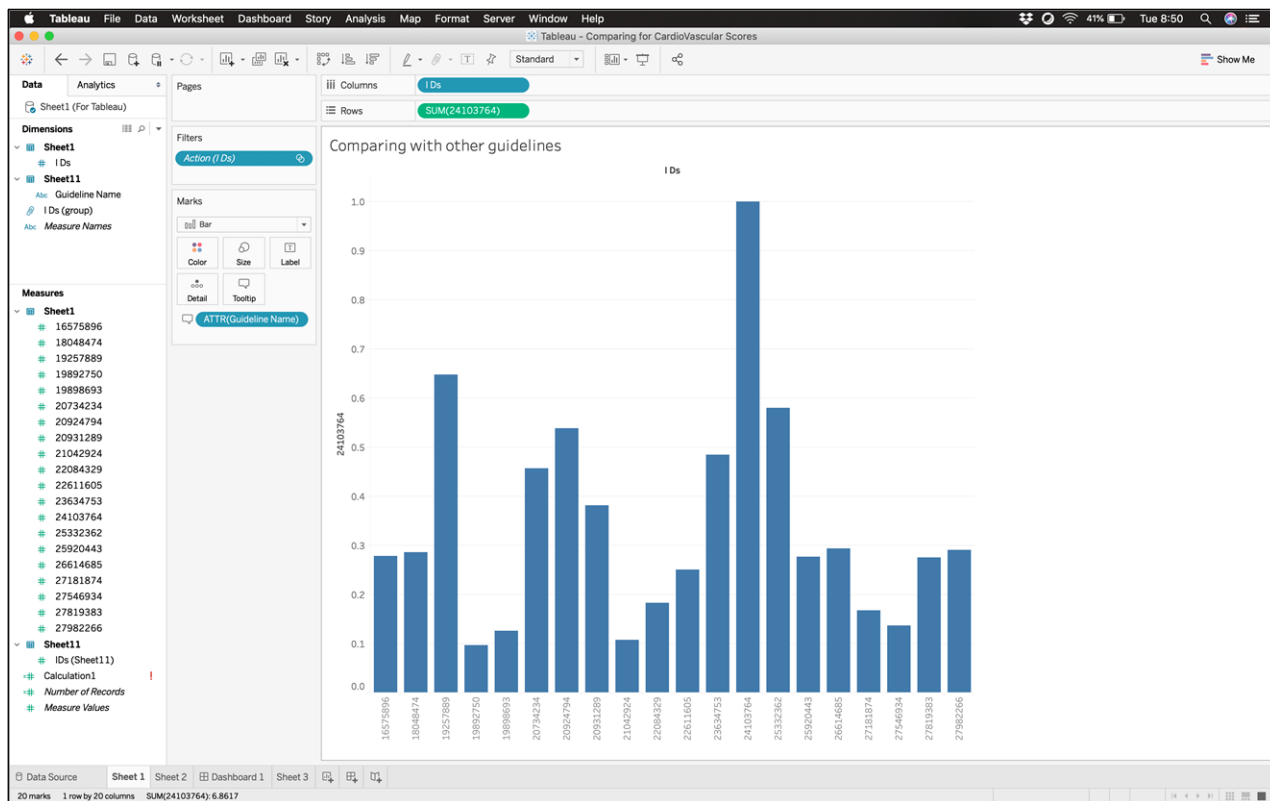 Tableau File Data Worksheet Dashboard Story Analysis Map Format Server Window Help 41% Tue 8:50
Tableau - Comparing for CardioVascular Scores
Standard Show Me
Data Analytics
Sheet1 (For Tableau)
Dimensions
Sheet1
I Ds
Sheet11
Abc Guideline Name
I Ds (group)
Abc Measure Names
Measures
Sheet1
16575896
18048474
19257889
19892750
19898693
20734234
20924794
20931289
21042924
22084329
22611605
23634753
24103764
25332362
25920443
26614685
27181874
27546934
27819383
27982266
Sheet11
IDs (Sheet11)
Calculation1 !
Number of Records
Measure Values
Pages
Filters
Action (I Ds)
Marks
Bar
Color Size Label
Detail Tooltip
ATTR(Guideline Name)
Columns I Ds
Rows SUM(24103764)
Comparing with other guidelines
I Ds
1.0
0.9
0.8
0.7
0.6
0.5
0.4
0.3
0.2
0.1
0.0
24103764
16575896
18048474
19257889
19892750
19898693
20734234
20924794
20931289
21042924
22084329
22611605
23634753
24103764
25332362
25920443
26614685
27181874
27546934
27819383
27982266
Data Source Sheet 1 Sheet 2 Dashboard 1 Sheet 3
20 marks 1 row by 20 columns SUM(24103764): 6.8617